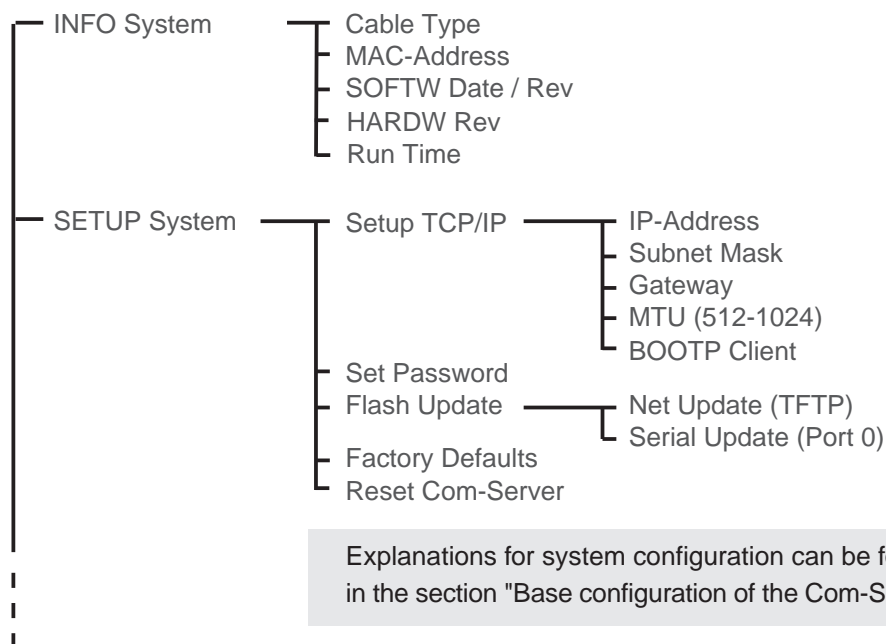 INFO System
Cable Type
MAC-Address
SOFTW Date / Rev
HARDW Rev
Run Time
SETUP System
Setup TCP/IP
IP-Address
Subnet Mask
Gateway
MTU (512-1024)
BOOTP Client
Set Password
Flash Update
Net Update (TFTP)
Serial Update (Port 0)
Factory Defaults
Reset Com-Server
Explanations for system configuration can be
in the section "Base configuration of the